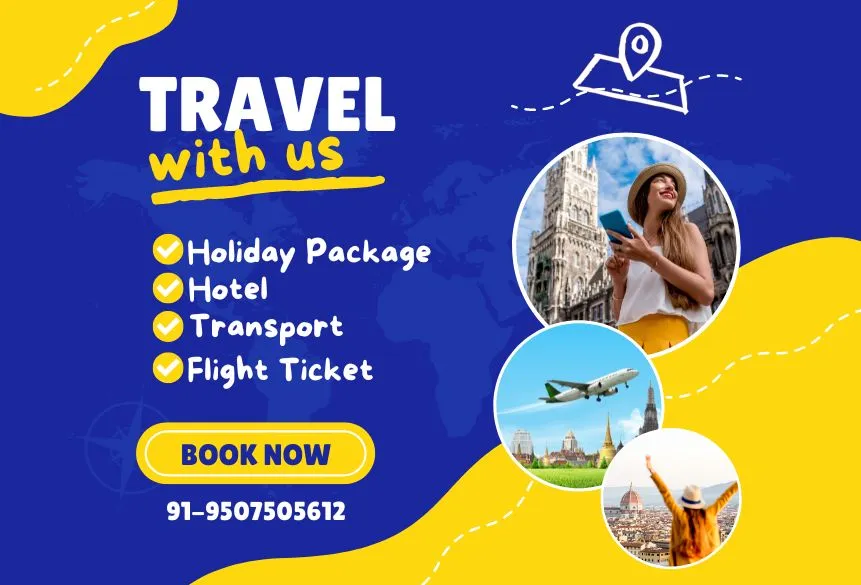 TRAVEL
with us
Holiday Package
Hotel
Transport
Flight Ticket
BOOK NOW
91-9507505612